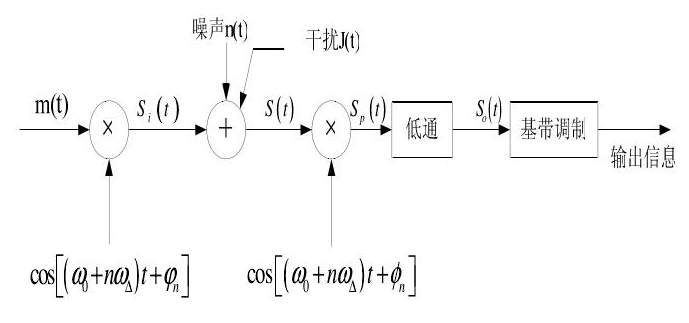 噪声n(t)
干扰J(t)
m(t)
S_i(t)
S(t)
S_p(t)
S_o(t)
×
+
×
低通
基带调制
输出信息
cos[(ω_0+nω_Δ)t+φ_n]
cos[(ω_0+nω_Δ)t+ϕ_n]